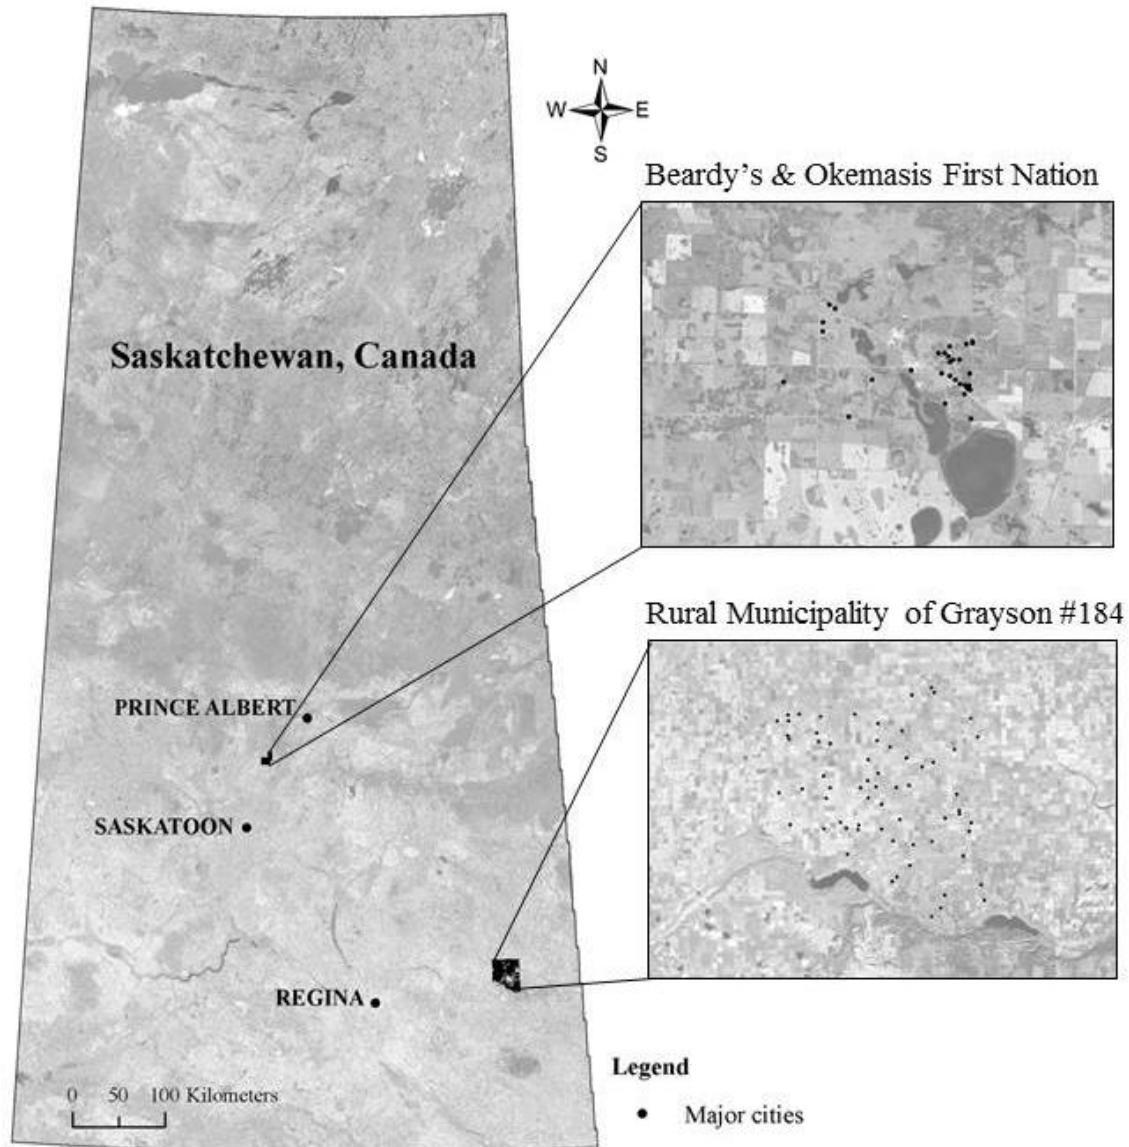 N
W E
S
Beardy's & Okemasis First Nation
Saskatchewan, Canada
Rural Municipality of Grayson #184
PRINCE ALBERT
SASKATOON
REGINA
Legend
0 50 100 Kilometers
Major cities